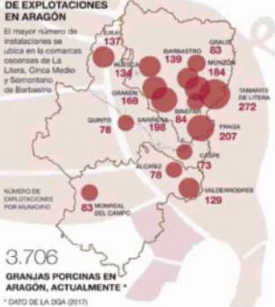 DE EXPLOTACIONES
EN ARAGÓN
El mayor número de
instalaciones se
ubica en la comarcas
oscenses de La
Litera, Cinca Medio
y Somontano
de Barbastro
137
HUESCA
134
BARBASTRO
139
GRAUS
83
MONZÓN
184
TAMARITE
DE LITERA
272
GRAÑÉN
168
BINÉFAR
84
SARIÑENA
198
QUINTO
78
FRAGA
207
CASPE
73
ALCAÑIZ
78
VALDERROBRES
129
NÚMERO DE
EXPLOTACIONES
POR MUNICIPIO
83 MONREAL
DEL CAMPO
3.706
GRANJAS PORCINAS EN
ARAGÓN, ACTUALMENTE *
* DATO DE LA DGA (2017)